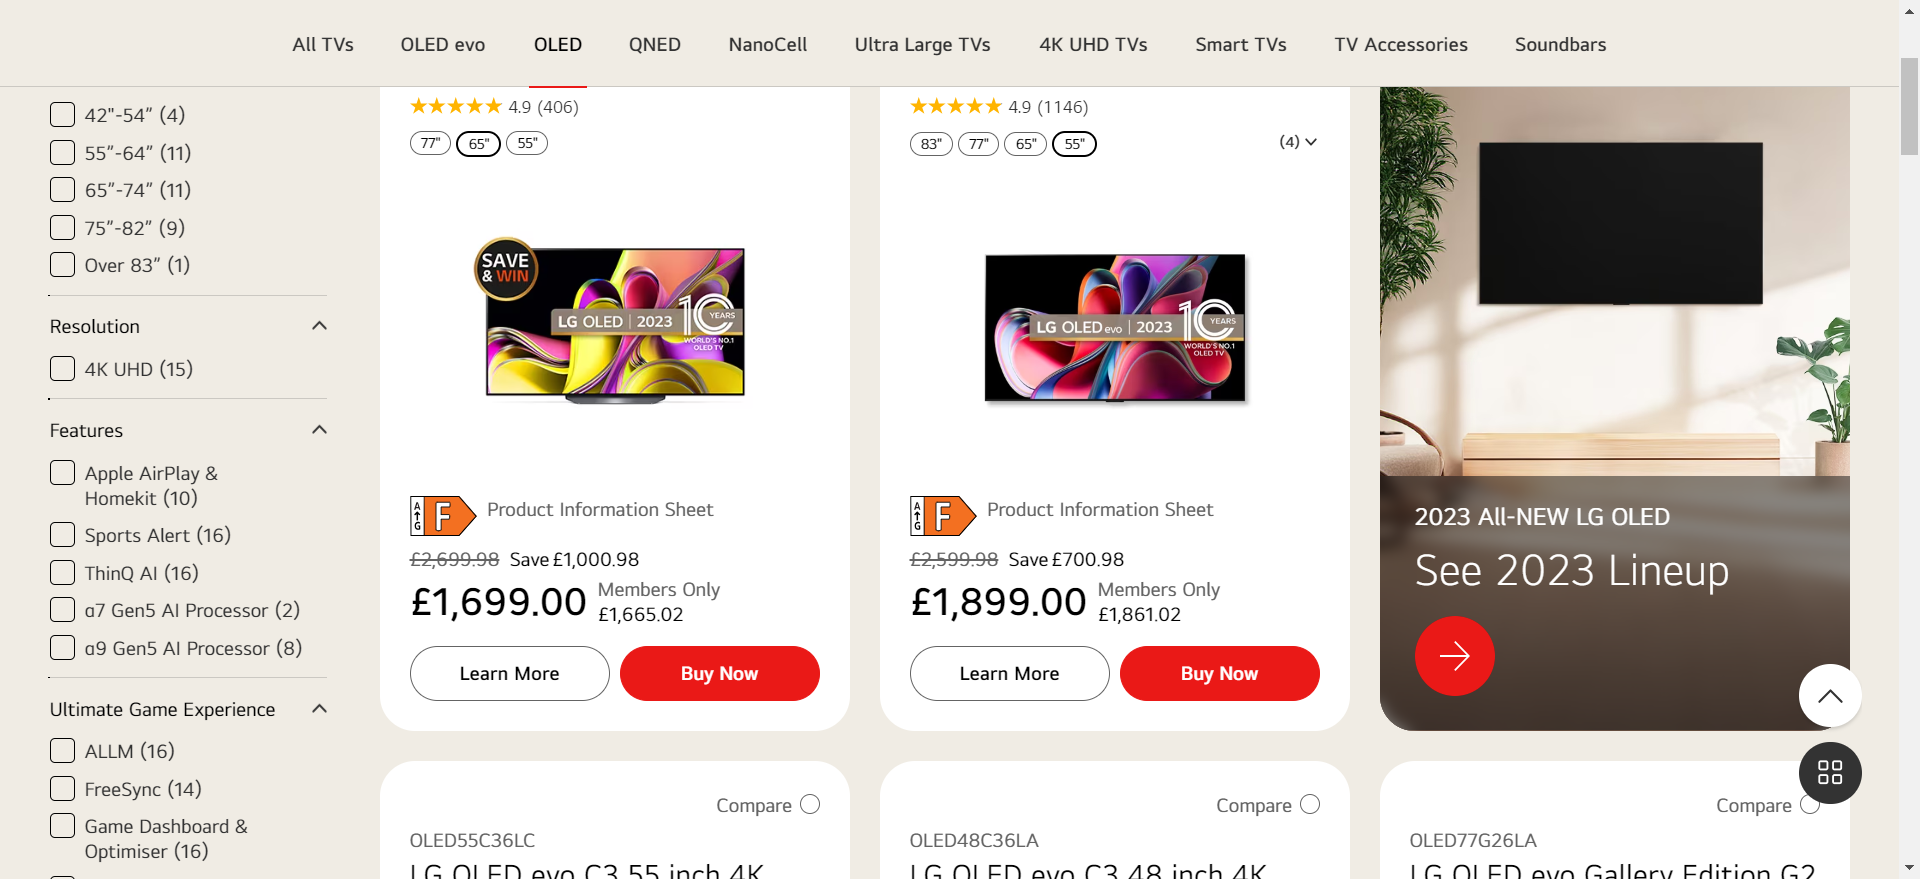 All TVs
OLED evo
OLED
QNED
NanoCell
Ultra Large TVs
4K UHD TVs
Smart TVs
TV Accessories
Soundbars
42"-54” (4)
55”-64” (11)
65”-74” (11)
75”-82” (9)
Over 83” (1)
Resolution
4K UHD (15)
Features
Apple AirPlay &
Homekit (10)
Sports Alert (16)
ThinQ AI (16)
α7 Gen5 AI Processor (2)
α9 Gen5 AI Processor (8)
Ultimate Game Experience
ALLM (16)
FreeSync (14)
Game Dashboard &
Optimiser (16)
4.9 (406)
77" 65" 55"
SAVE
& WIN
LG OLED | 2023
10 YEARS
WORLD'S NO.1
OLED TV
A
G
F
Product Information Sheet
£2,699.98 Save £1,000.98
£1,699.00
Members Only
£1,665.02
Learn More
Buy Now
4.9 (1146)
83" 77" 65" 55"
(4)
LG OLED evo | 2023
10 YEARS
WORLD'S NO.1
OLED TV
A
G
F
Product Information Sheet
£2,599.98 Save £700.98
£1,899.00
Members Only
£1,861.02
Learn More
Buy Now
2023 All-NEW LG OLED
See 2023 Lineup
Compare
OLED55C36LC
LG OLED evo C3 55 inch 4K
Compare
OLED48C36LA
LG OLED evo C3 48 inch 4K
Compare
OLED77G26LA
LG OLED evo Gallery Edition G2